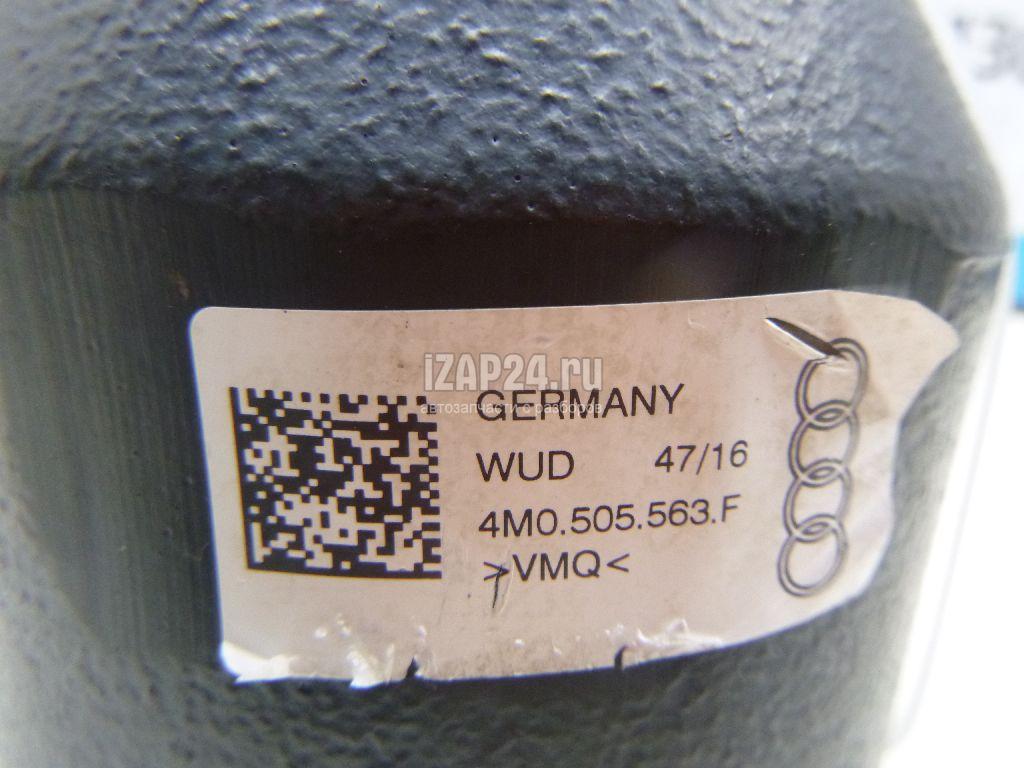 iZAP24.ru
автозапчасти с разборов
GERMANY
WUD 47/16
4M0.505.563.F
>VMQ<